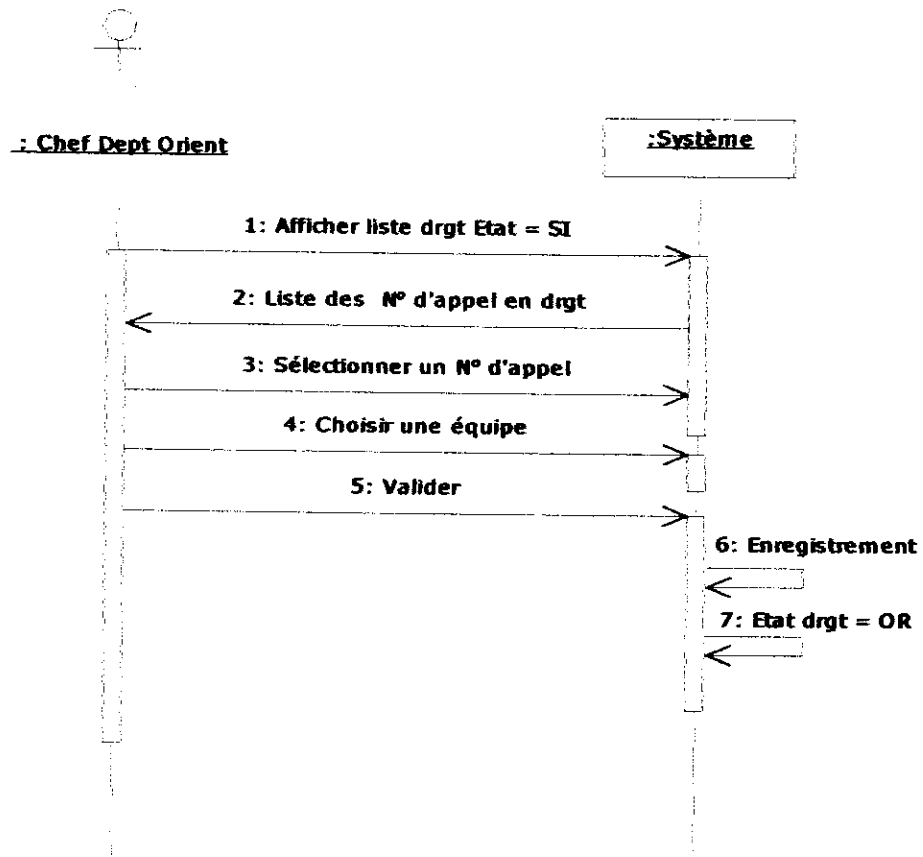 : Chef Dept Orient
:Système
1: Afficher liste drgt Etat = SI
2: Liste des N° d'appel en drgt
3: Sélectionner un N° d'appel
4: Choisir une équipe
5: Valider
6: Enregistrement
7: Etat drgt = OR